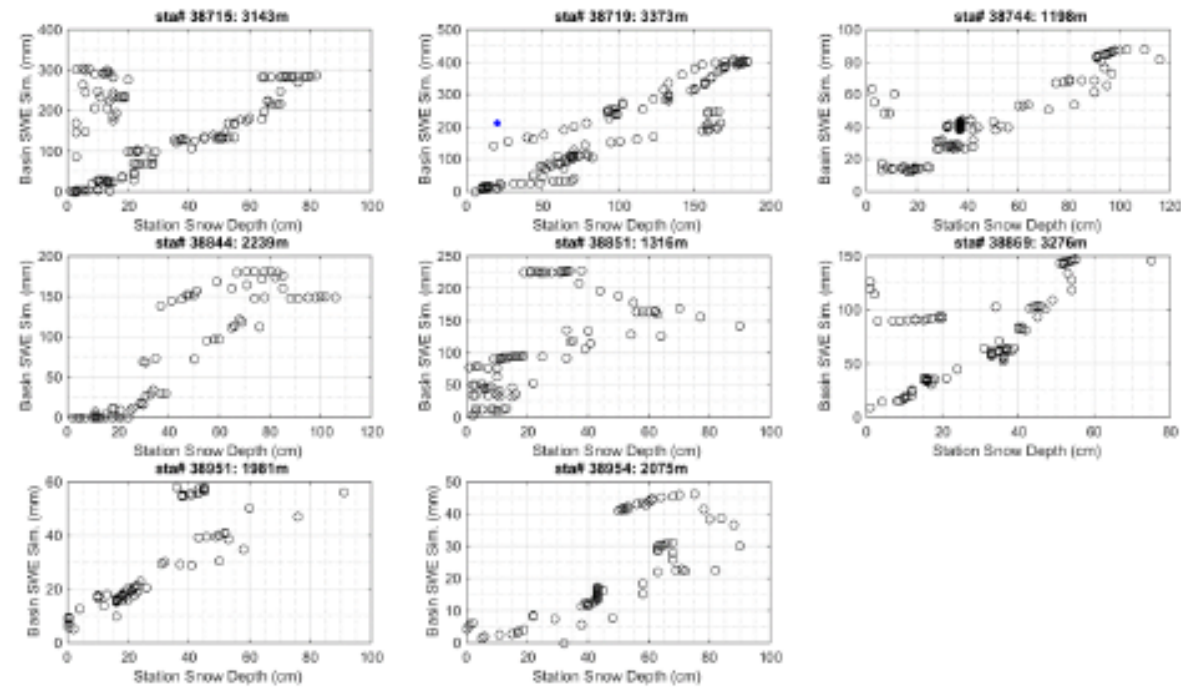 sta# 38715: 3143m
400
300
200
100
0
Basin SWE Sim. (mm)
0 20 40 60 80 100
Station Snow Depth (cm)
sta# 38719: 3373m
500
400
300
200
100
0
Basin SWE Sim. (mm)
0 50 100 150 200
Station Snow Depth (cm)
sta# 38744: 1198m
100
80
60
40
20
0
Basin SWE Sim. (mm)
0 20 40 60 80 100 120
Station Snow Depth (cm)
sta# 38844: 2239m
200
150
100
50
0
Basin SWE Sim. (mm)
0 20 40 60 80 100 120
Station Snow Depth (cm)
sta# 38851: 1316m
250
200
150
100
50
0
Basin SWE Sim. (mm)
0 20 40 60 80 100
Station Snow Depth (cm)
sta# 38869: 3276m
150
100
50
0
Basin SWE Sim. (mm)
0 20 40 60 80
Station Snow Depth (cm)
sta# 38951: 1981m
60
40
20
0
Basin SWE Sim. (mm)
0 20 40 60 80 100
Station Snow Depth (cm)
sta# 38954: 2075m
50
40
30
20
10
0
Basin SWE Sim. (mm)
0 20 40 60 80 100
Station Snow Depth (cm)